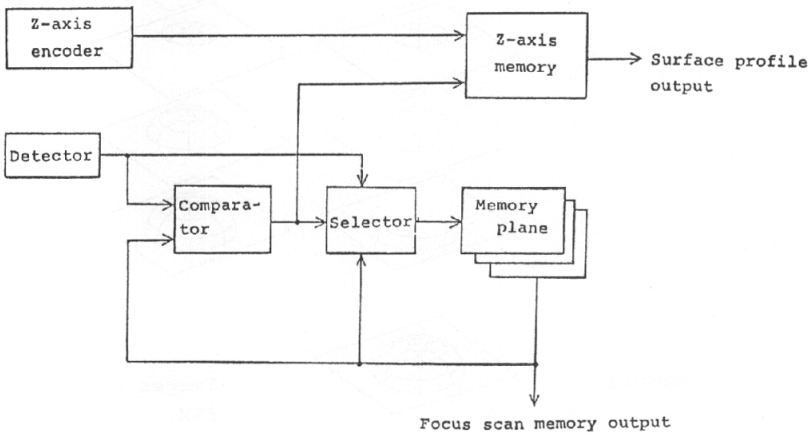 Z-axis
encoder
Z-axis
memory
Surface profile
output
Detector
Compara-
tor
Selector
Memory
plane
Focus scan memory output